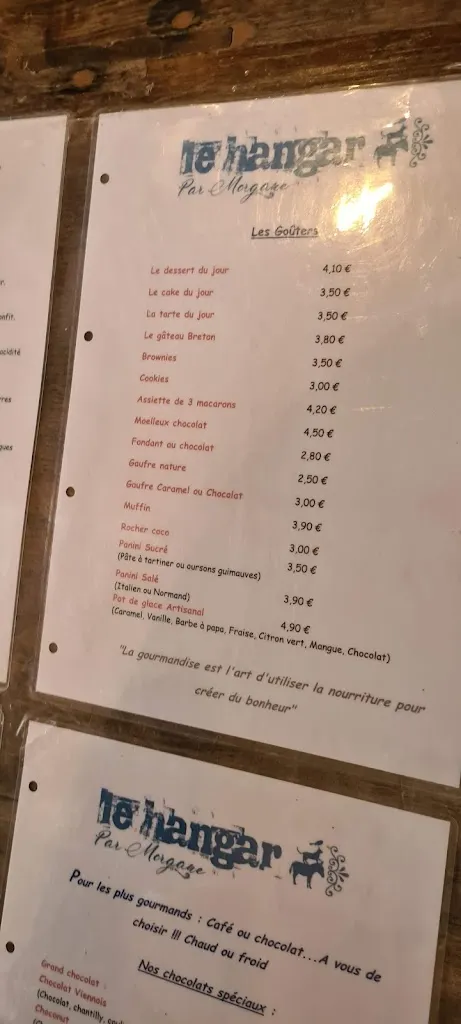 le hangar
Par Morgane
Les Goûters
Le dessert du jour 4,10 €
Le cake du jour 3,50 €
La tarte du jour 3,50 €
Le gâteau Breton 3,80 €
Brownies 3,50 €
Cookies 3,00 €
Assiette de 3 macarons 4,20 €
Moelleux chocolat 4,50 €
Fondant au chocolat 2,80 €
Gaufre nature 2,50 €
Gaufre Caramel ou Chocolat 3,00 €
Muffin 3,90 €
Rocher coco 3,00 €
Panini Sucré 3,50 €
(Pâte à tartiner ou oursons guimauves)
Panini Salé 3,90 €
(Italien ou Normand)
Pot de glace Artisanal 4,90 €
(Caramel, Vanille, Barbe à papa, Fraise, Citron vert, Mangue, Chocolat)
"La gourmandise est l'art d'utiliser la nourriture pour
créer du bonheur"
le hangar
Par Morgane
Pour les plus gourmands : Café ou chocolat...A vous de
choisir !!! Chaud ou froid
Nos chocolats spéciaux :
Grand chocolat :
Chocolat Viennois
(Chocolat, chantilly,
Choconut